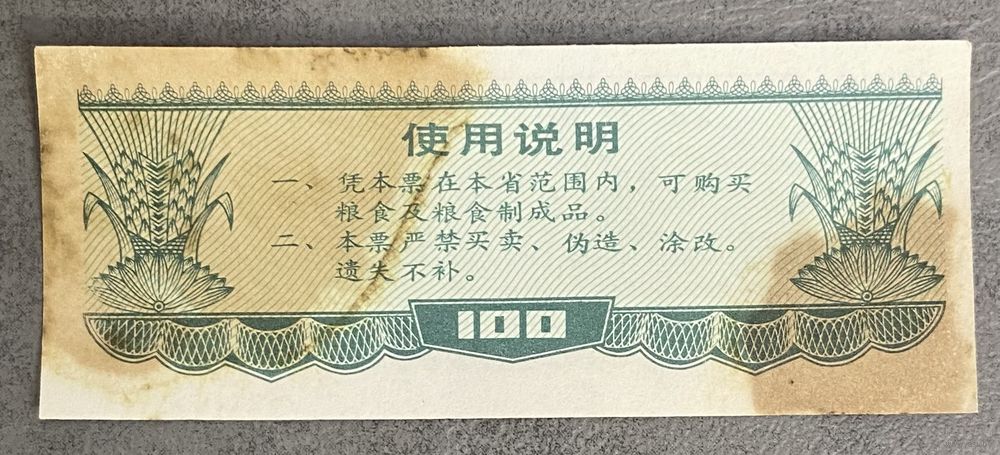 使用说明
一、凭本票在本省范围内，可购买
粮食及粮食制成品。
二、本票严禁买卖、伪造、涂改。
遗失不补。
100